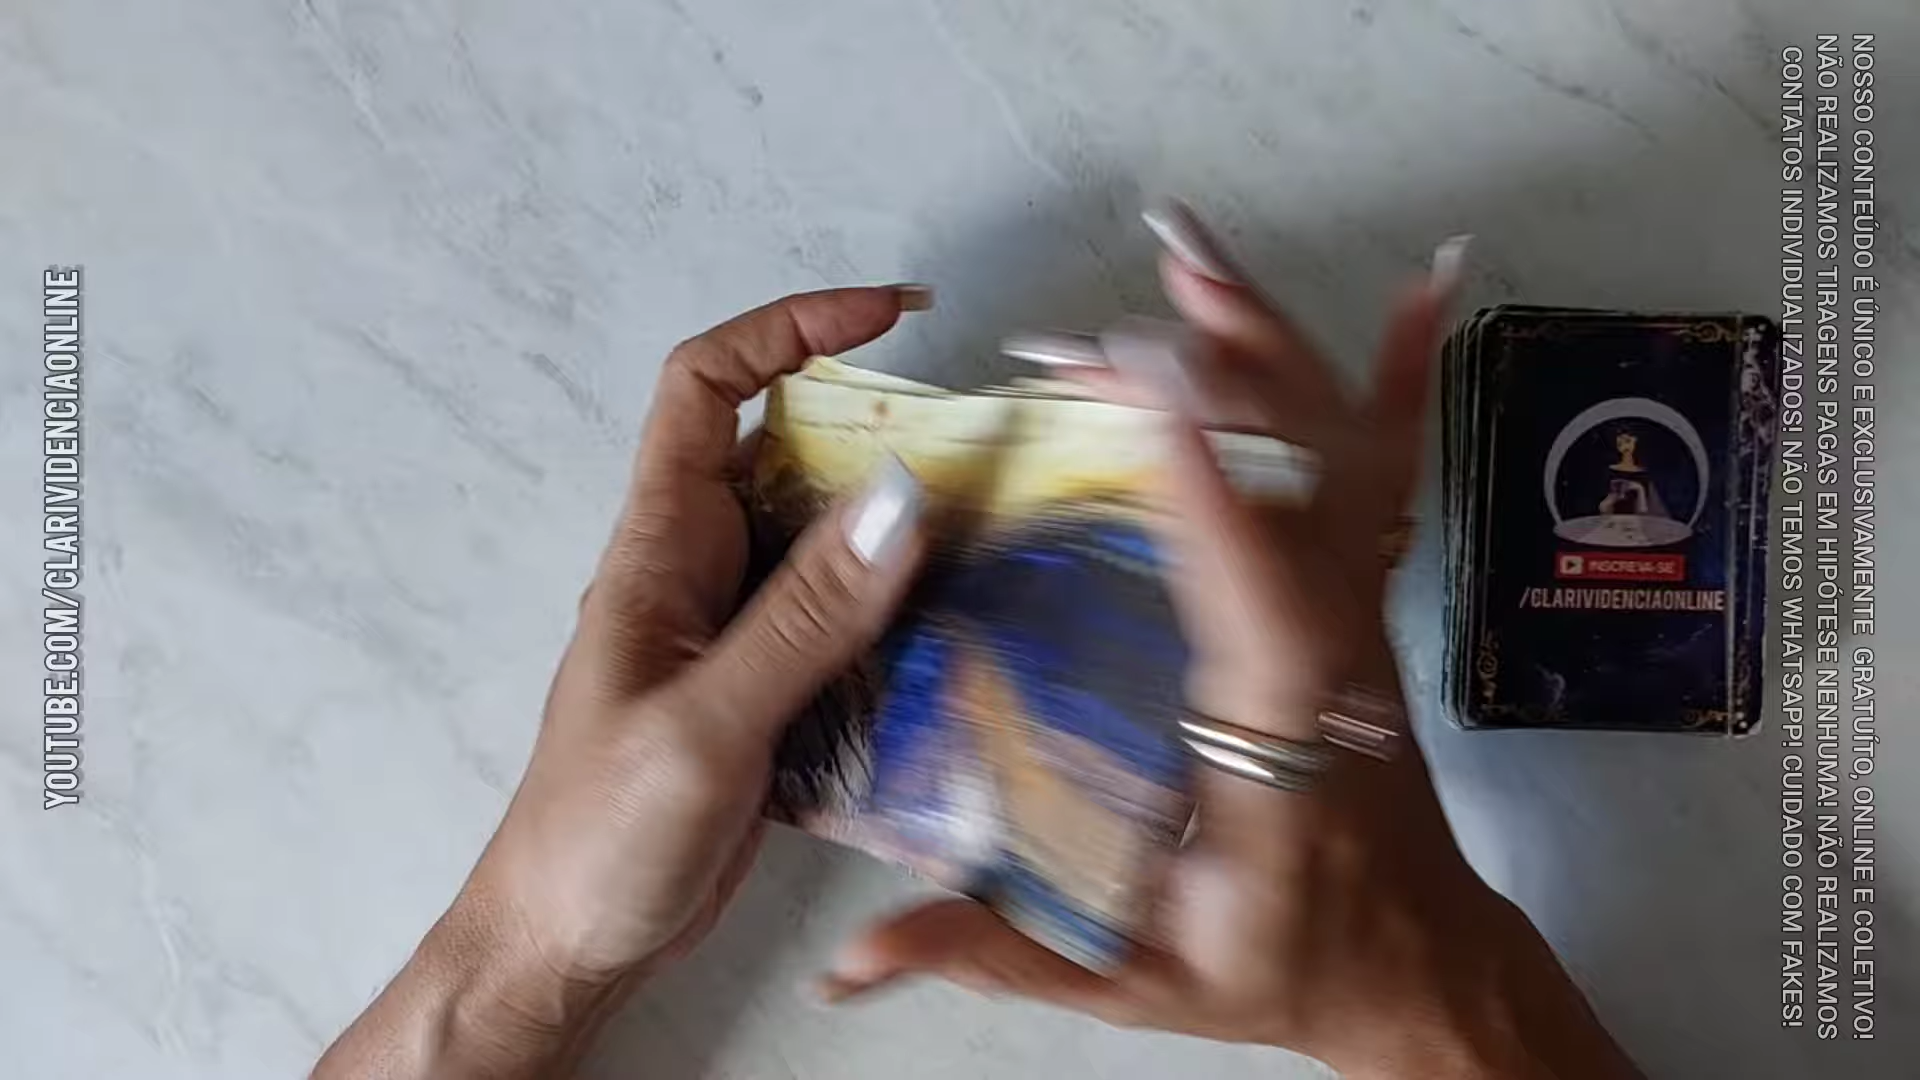 YOUTUBE.COM/CLARIVIDENCIAONLINE
NOSSO CONTEÚDO É ÚNICO E EXCLUSIVAMENTE GRATUÍTO, ONLINE E COLETIVO!
NÃO REALIZAMOS TIRAGENS PAGAS EM HIPÓTESE NENHUMA! NÃO REALIZAMOS
CONTATOS INDIVIDUALIZADOS! NÃO TEMOS WHATSAPP! CUIDADO COM FAKES!
INSCREVA-SE
/CLARIVIDENCIAONLINE